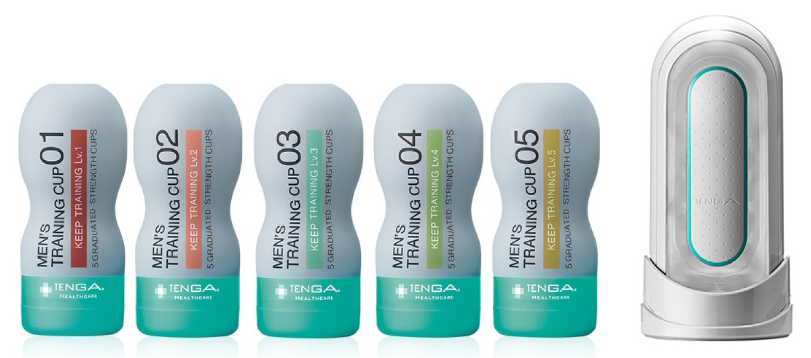 MEN'S
TRAINING CUP 01
KEEP TRAINING Lv.1
5 GRADUATED STRENGTH CUPS
TENGA®
HEALTHCARE
MEN'S
TRAINING CUP 02
KEEP TRAINING Lv.2
5 GRADUATED STRENGTH CUPS
TENGA®
HEALTHCARE
MEN'S
TRAINING CUP 03
KEEP TRAINING Lv.3
5 GRADUATED STRENGTH CUPS
TENGA®
HEALTHCARE
MEN'S
TRAINING CUP 04
KEEP TRAINING Lv.4
5 GRADUATED STRENGTH CUPS
TENGA®
HEALTHCARE
MEN'S
TRAINING CUP 05
KEEP TRAINING Lv.5
5 GRADUATED STRENGTH CUPS
TENGA®
HEALTHCARE
TENGA